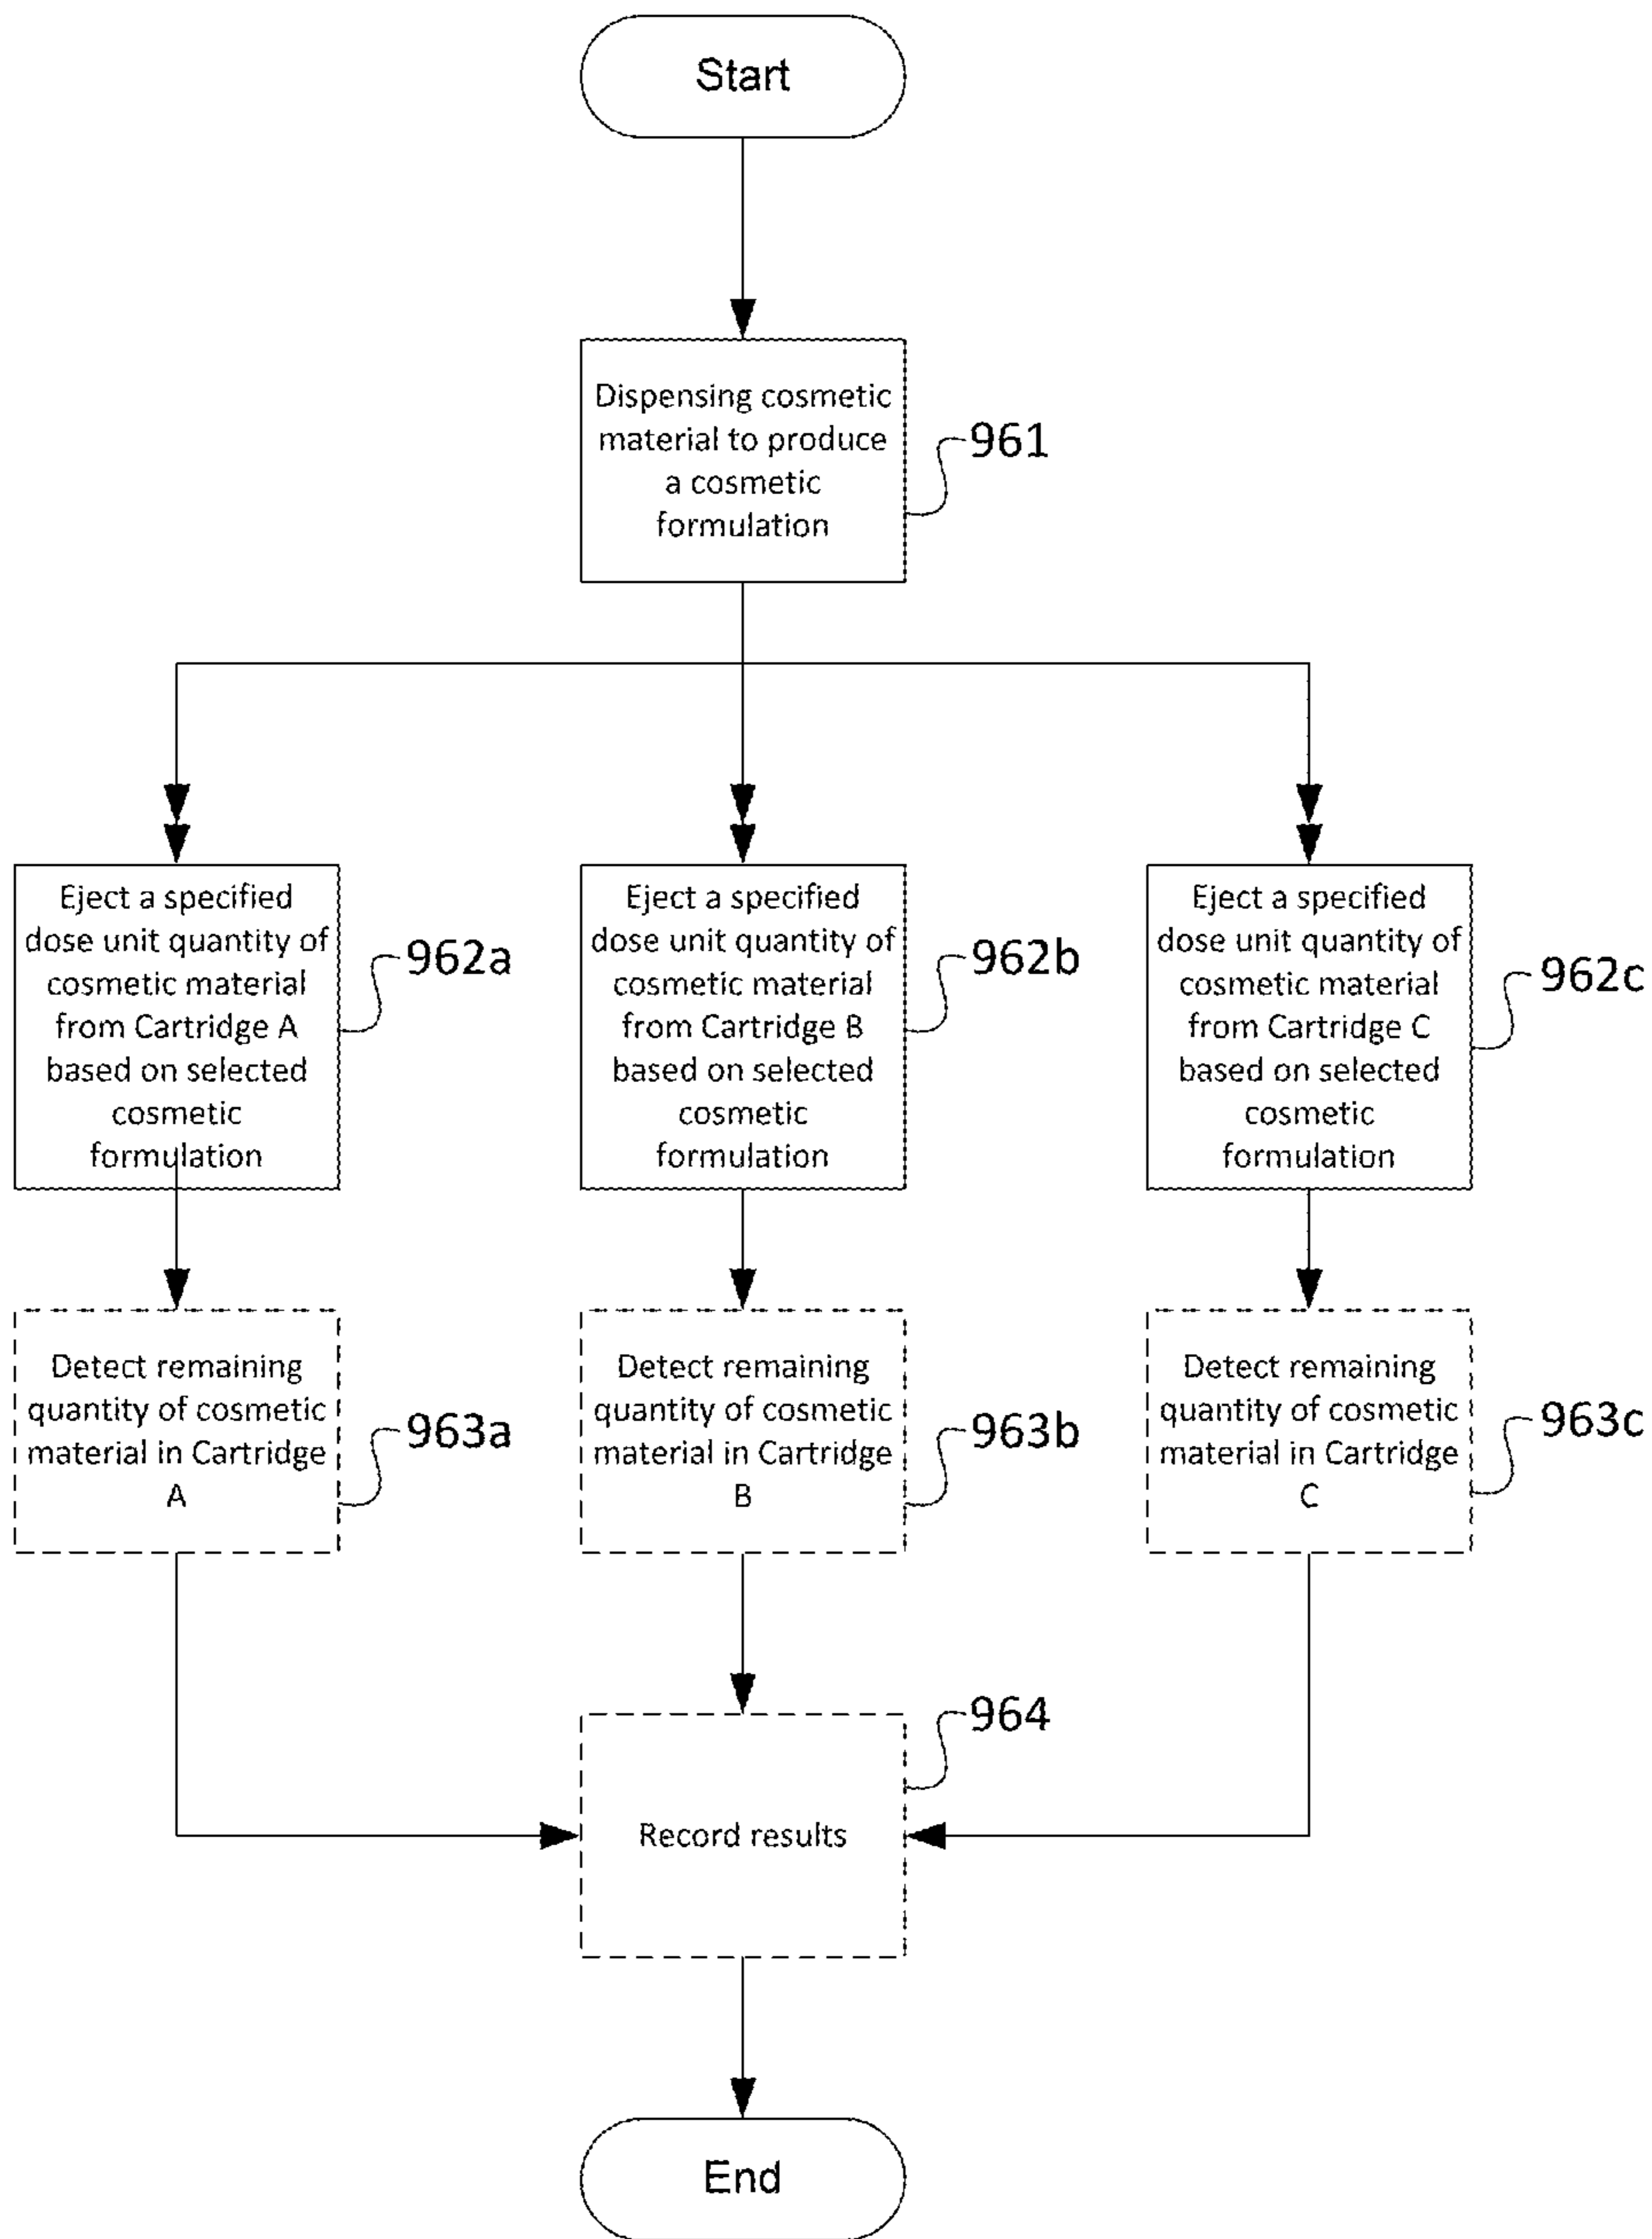 Start
Dispensing cosmetic
material to produce
a cosmetic
formulation
961
Eject a specified
dose unit quantity of
cosmetic material
from Cartridge A
based on selected
cosmetic
formulation
962a
Eject a specified
dose unit quantity of
cosmetic material
from Cartridge B
based on selected
cosmetic
formulation
962b
Eject a specified
dose unit quantity of
cosmetic material
from Cartridge C
based on selected
cosmetic
formulation
962c
Detect remaining
quantity of cosmetic
material in Cartridge
A
963a
Detect remaining
quantity of cosmetic
material in Cartridge
B
963b
Detect remaining
quantity of cosmetic
material in Cartridge
C
963c
964
Record results
End